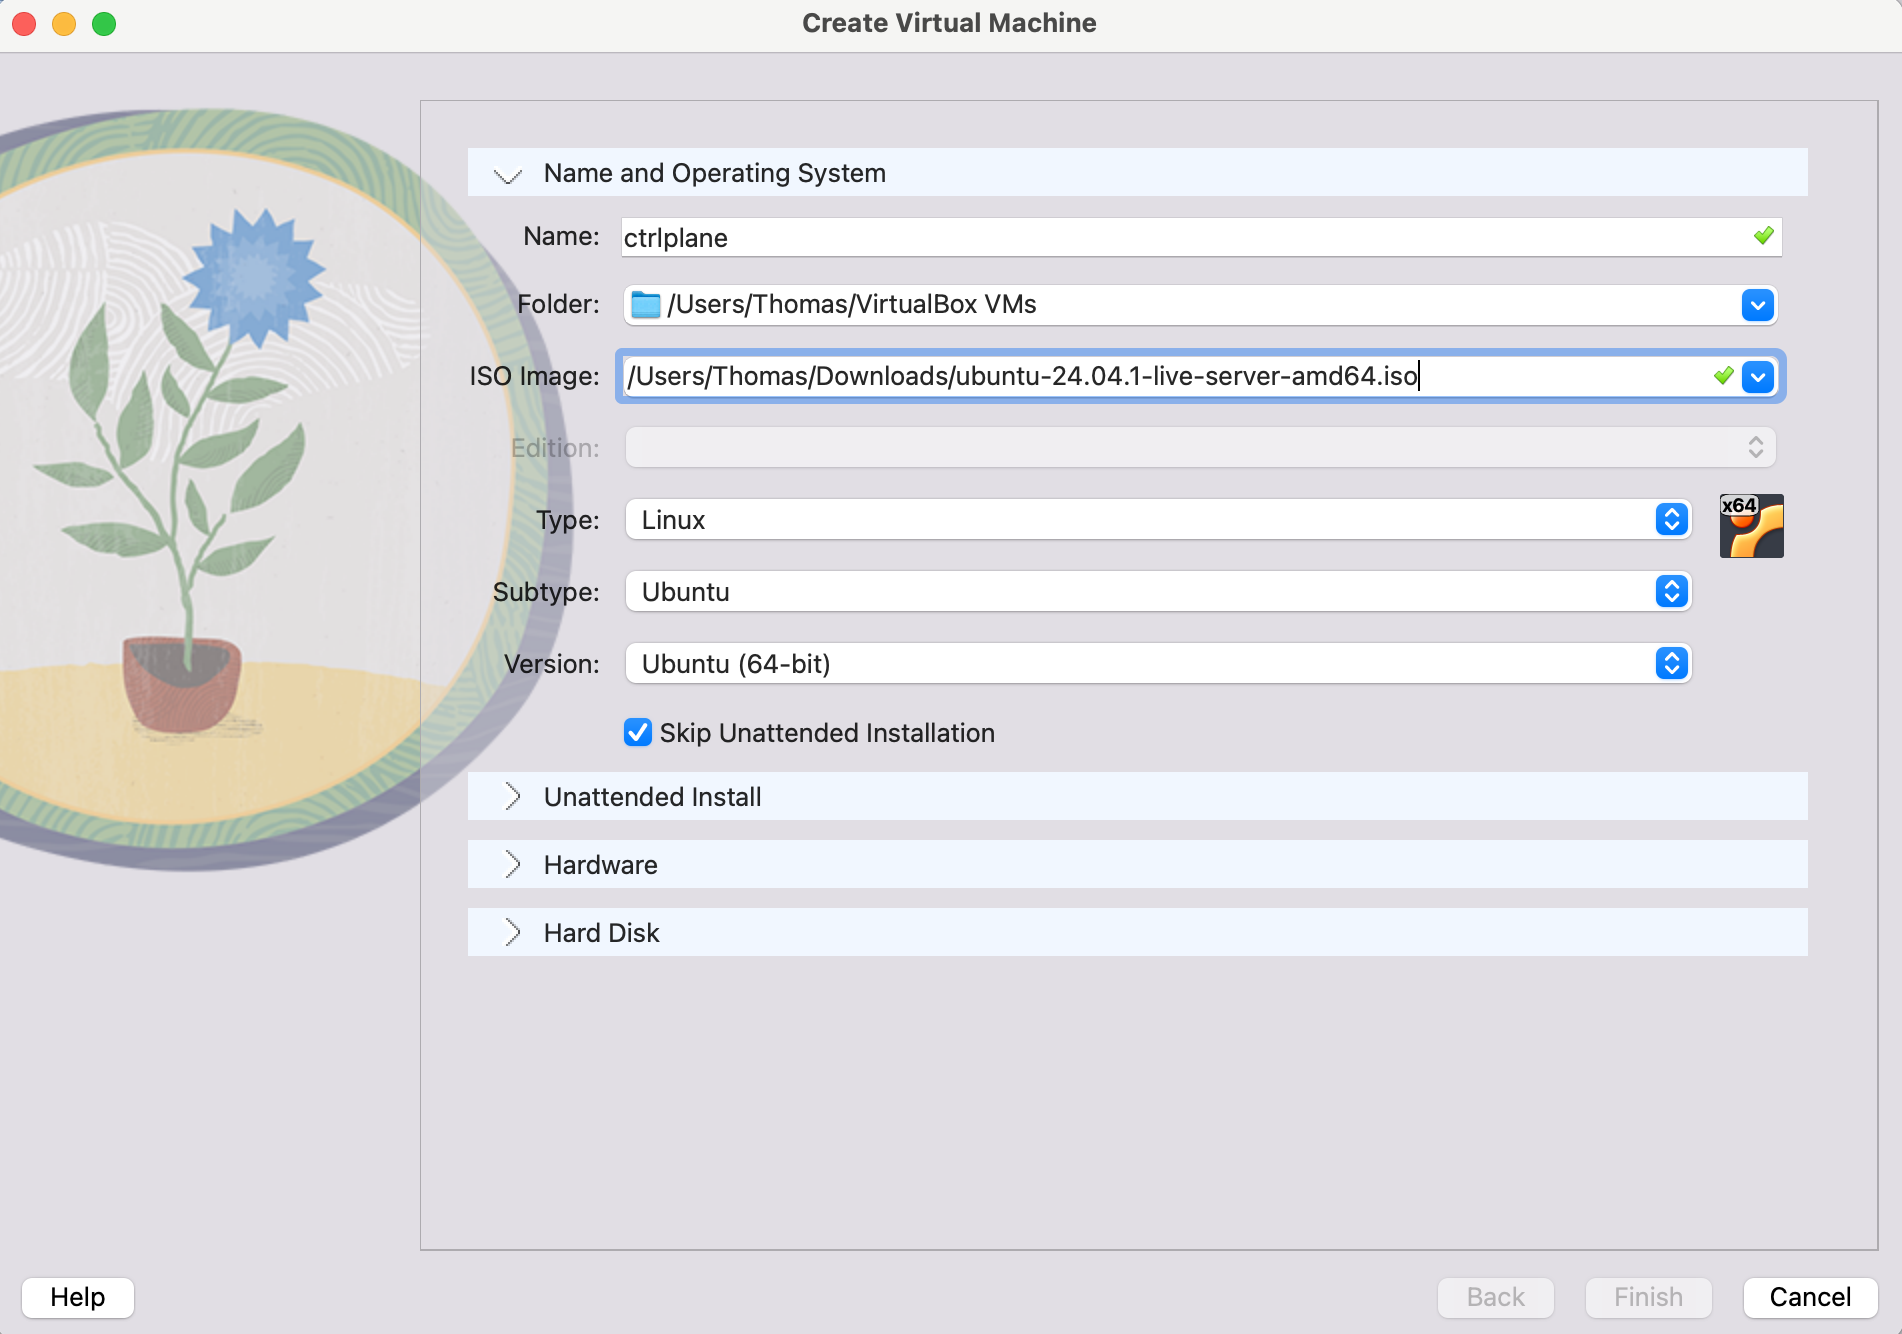 Create Virtual Machine
Name and Operating System
Name: ctrlplane
Folder: /Users/Thomas/VirtualBox VMs
ISO Image: /Users/Thomas/Downloads/ubuntu-24.04.1-live-server-amd64.iso
Edition:
Type: Linux
x64
Subtype: Ubuntu
Version: Ubuntu (64-bit)
Skip Unattended Installation
Unattended Install
Hardware
Hard Disk
Help Back Finish Cancel